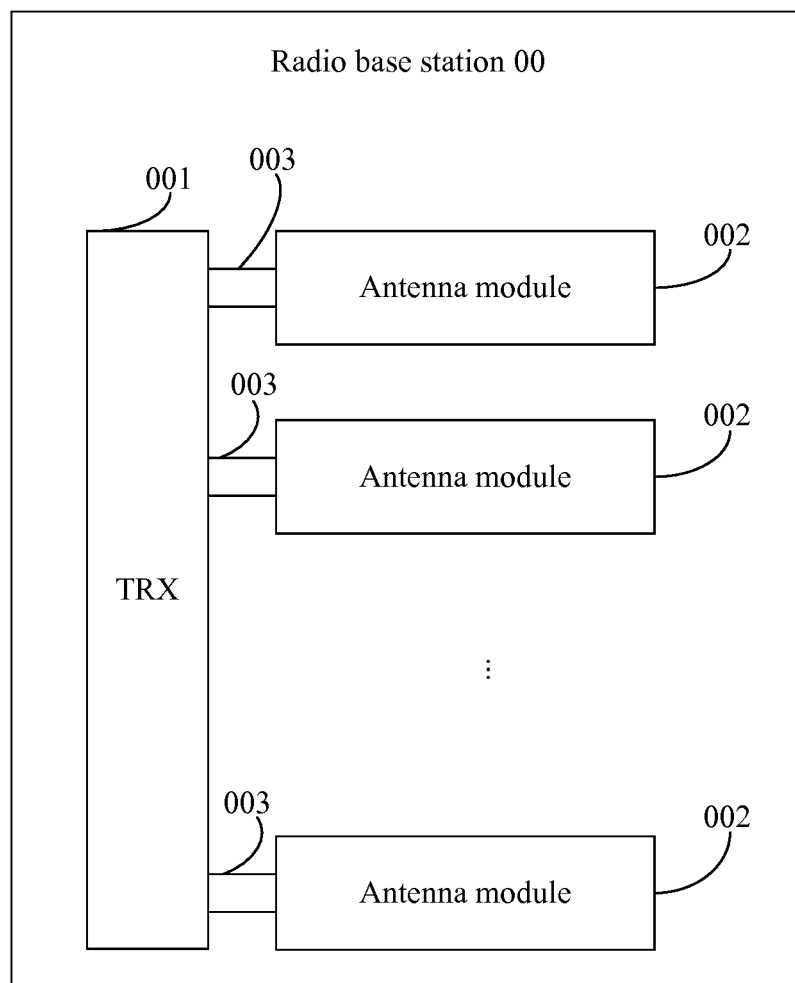 Radio base station 00
003
001
002
Antenna module
003
002
Antenna module
TRX
⋮
003
002
Antenna module